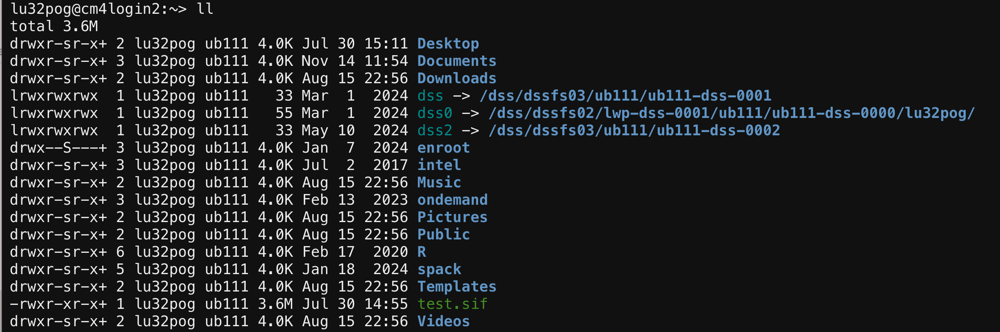 lu32pog@cm4login2:~> ll
total 3.6M
drwxr-sr-x+ 2 lu32pog ub111 4.0K Jul 30 15:11 Desktop
drwxr-sr-x+ 3 lu32pog ub111 4.0K Nov 14 11:54 Documents
drwxr-sr-x+ 2 lu32pog ub111 4.0K Aug 15 22:56 Downloads
lrwxrwxrwx  1 lu32pog ub111   33 Mar  1  2024 dss -> /dss/dssfs03/ub111/ub111-dss-0001
lrwxrwxrwx  1 lu32pog ub111   55 Mar  1  2024 dss0 -> /dss/dssfs02/lwp-dss-0001/ub111/ub111-dss-0000/lu32pog/
lrwxrwxrwx  1 lu32pog ub111   33 May 10  2024 dss2 -> /dss/dssfs03/ub111/ub111-dss-0002
drwx--S---+ 3 lu32pog ub111 4.0K Jan  7  2024 enroot
drwxr-sr-x+ 3 lu32pog ub111 4.0K Jul  2  2017 intel
drwxr-sr-x+ 2 lu32pog ub111 4.0K Aug 15 22:56 Music
drwxr-sr-x+ 3 lu32pog ub111 4.0K Feb 13  2023 ondemand
drwxr-sr-x+ 2 lu32pog ub111 4.0K Aug 15 22:56 Pictures
drwxr-sr-x+ 2 lu32pog ub111 4.0K Aug 15 22:56 Public
drwxr-sr-x+ 6 lu32pog ub111 4.0K Feb 17  2020 R
drwxr-sr-x+ 5 lu32pog ub111 4.0K Jan 18  2024 spack
drwxr-sr-x+ 2 lu32pog ub111 4.0K Aug 15 22:56 Templates
-rwxr-xr-x+ 1 lu32pog ub111 3.6M Jul 30 14:55 test.sif
drwxr-sr-x+ 2 lu32pog ub111 4.0K Aug 15 22:56 Videos